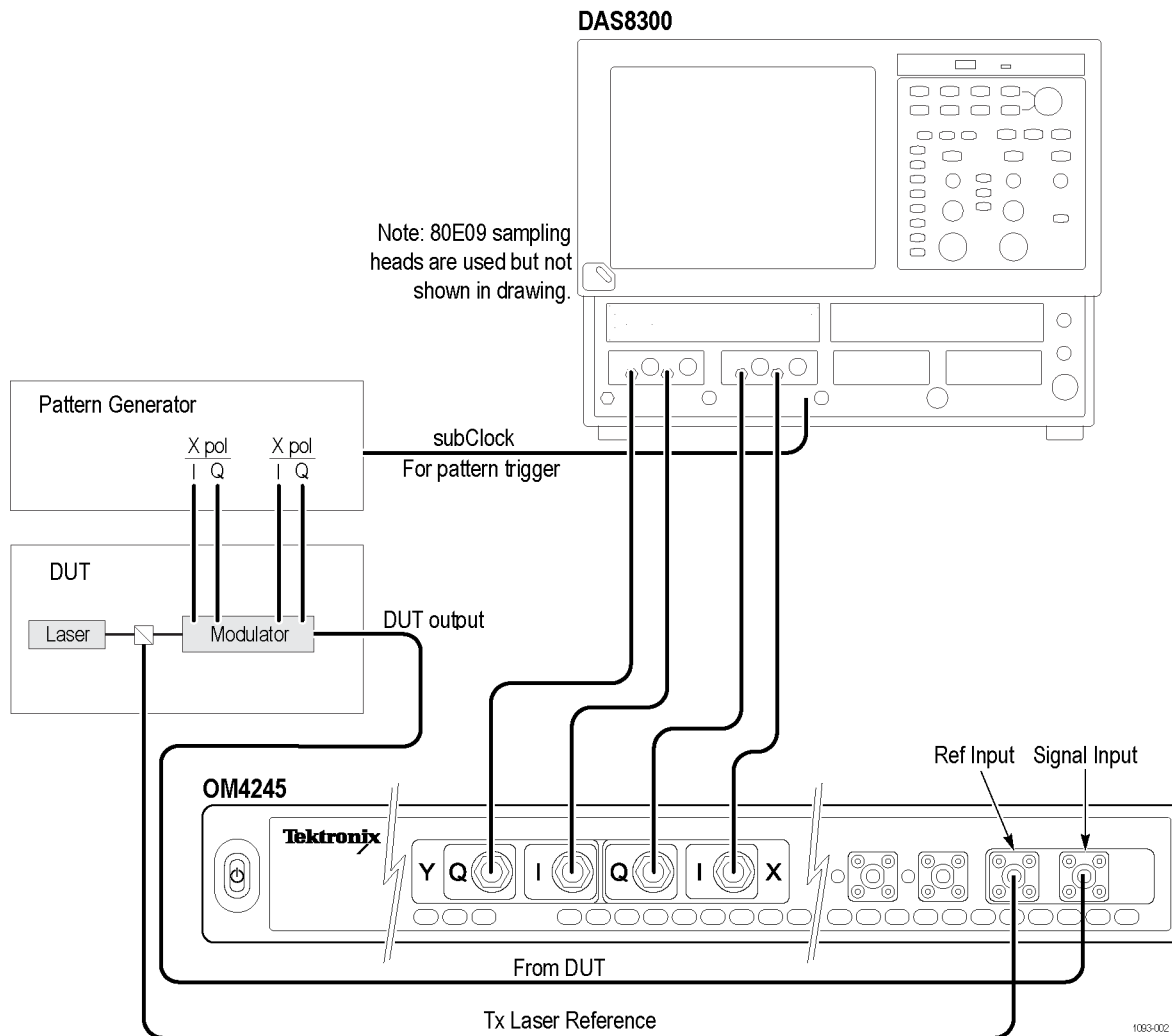 DAS8300
Note: 80E09 sampling
heads are used but not
shown in drawing.
Pattern Generator
X pol X pol
I Q I Q
subClock
For pattern trigger
DUT
Laser
Modulator
DUT output
Ref Input Signal Input
OM4245
Tektronix
Y Q I Q I X
From DUT
Tx Laser Reference
1093-002